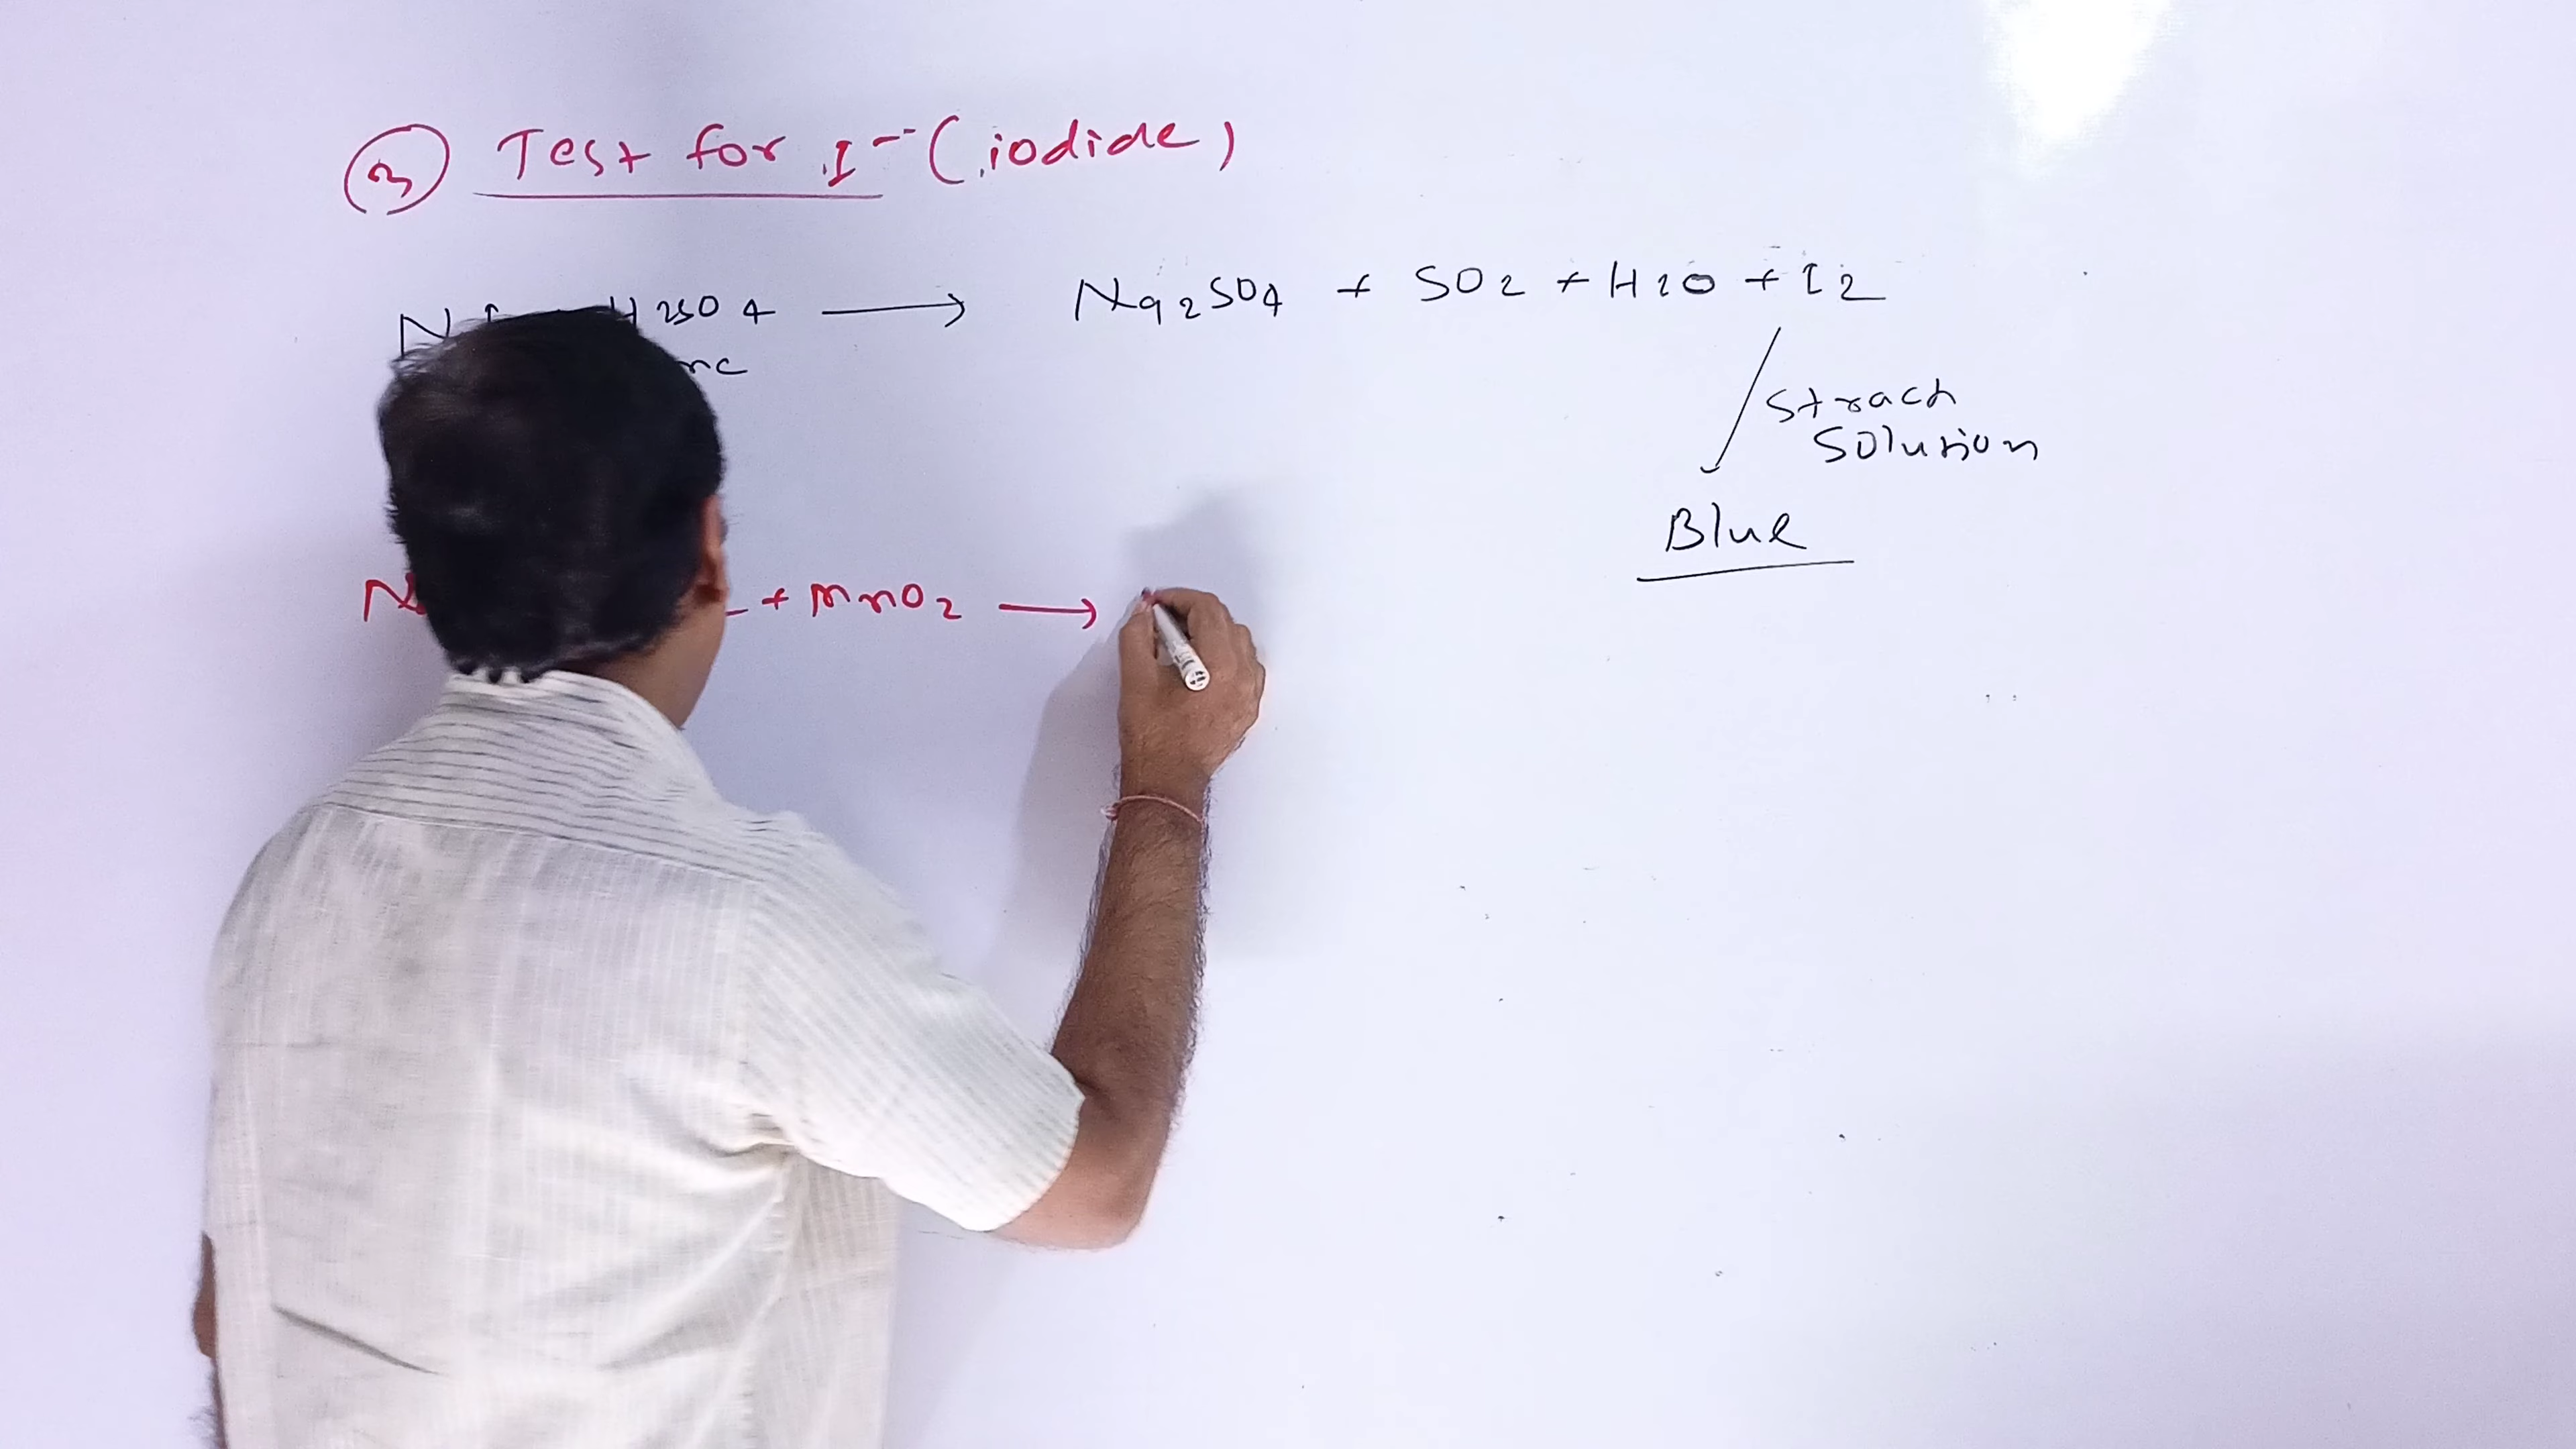 ③ Test for I⁻ (iodide)
H2SO4 ⟶ Na2SO4 + SO2 + H2O + I2
Strach
Solution
Blue
+ MnO2 ⟶